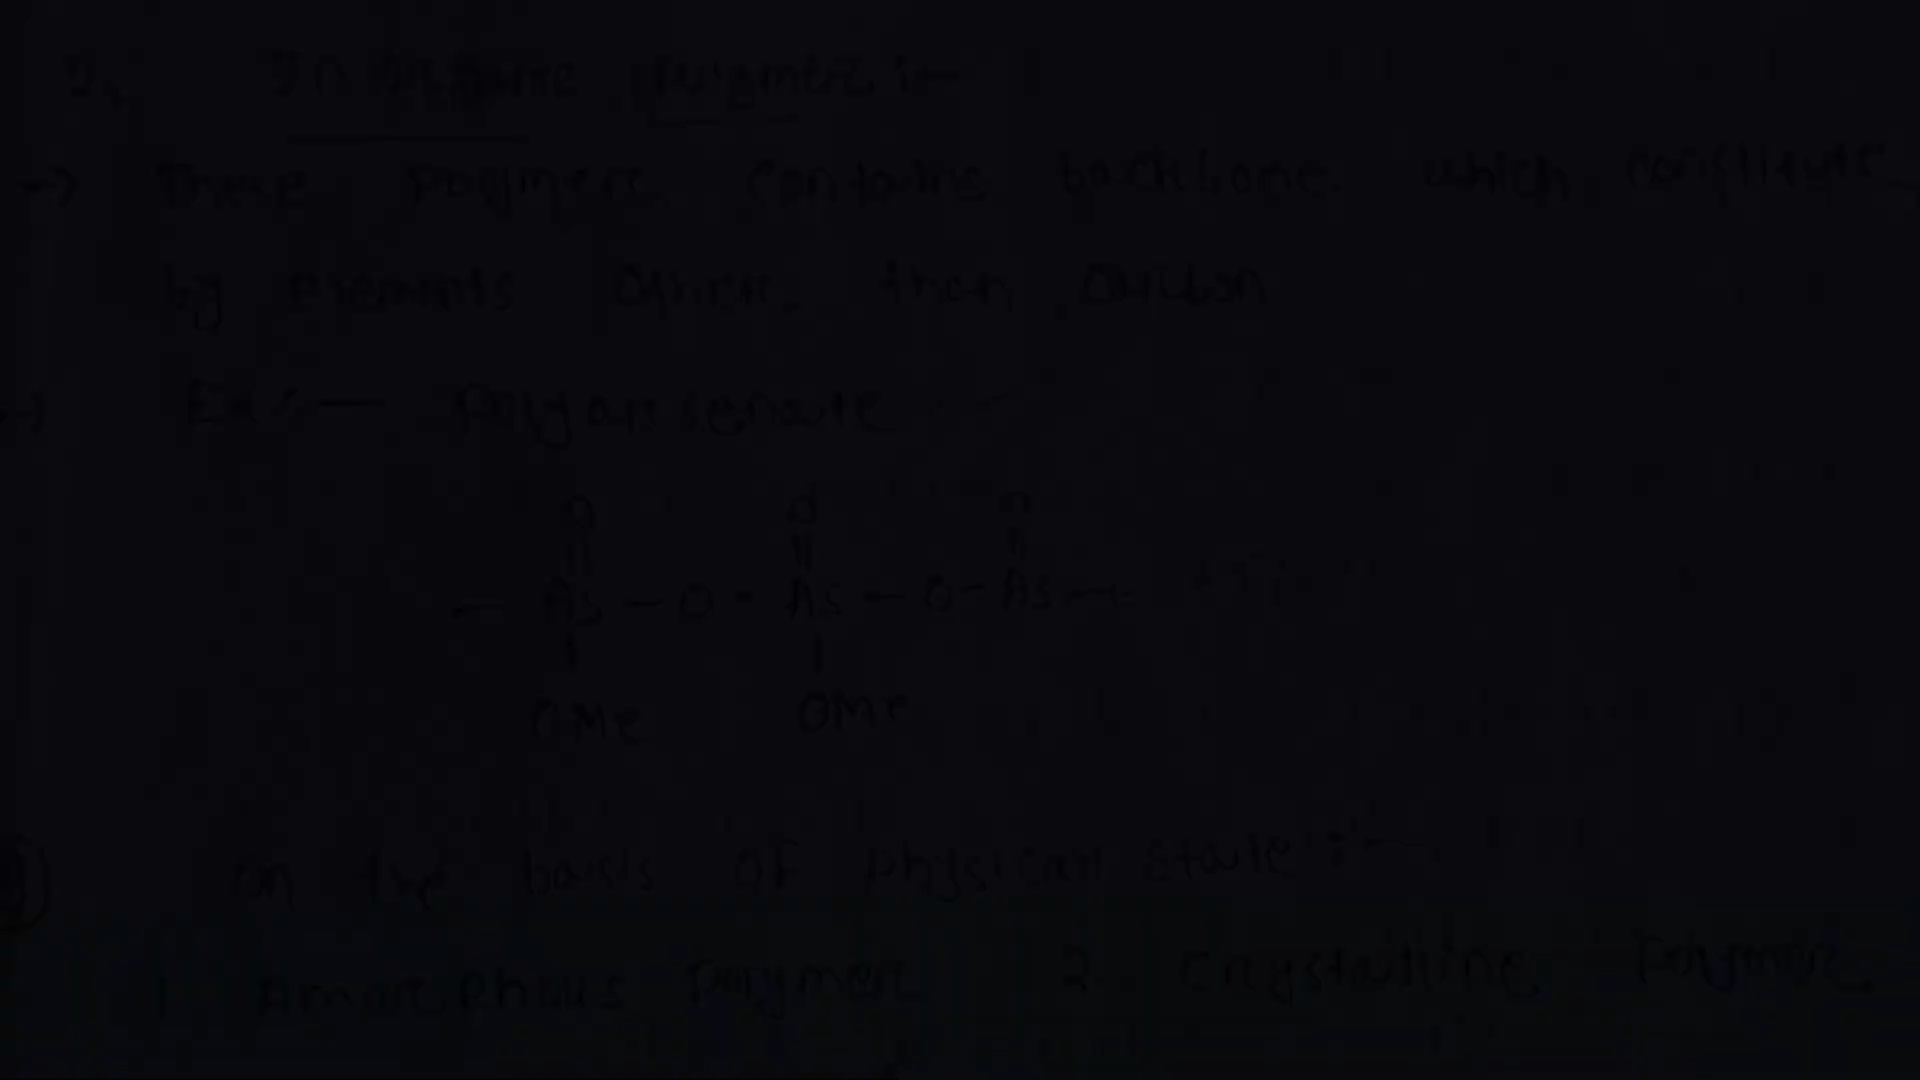 2. Inorganic polymer :-
→ These polymers contains backbone which constitute
by elements other than carbon
→ Ex :- Polyarsenate
O O O
|| || ||
- As - O - As - O - As -
| |
OMe OMe
on the basis of physical state :-
1. Amorphous polymer 2. Crystalline polymer